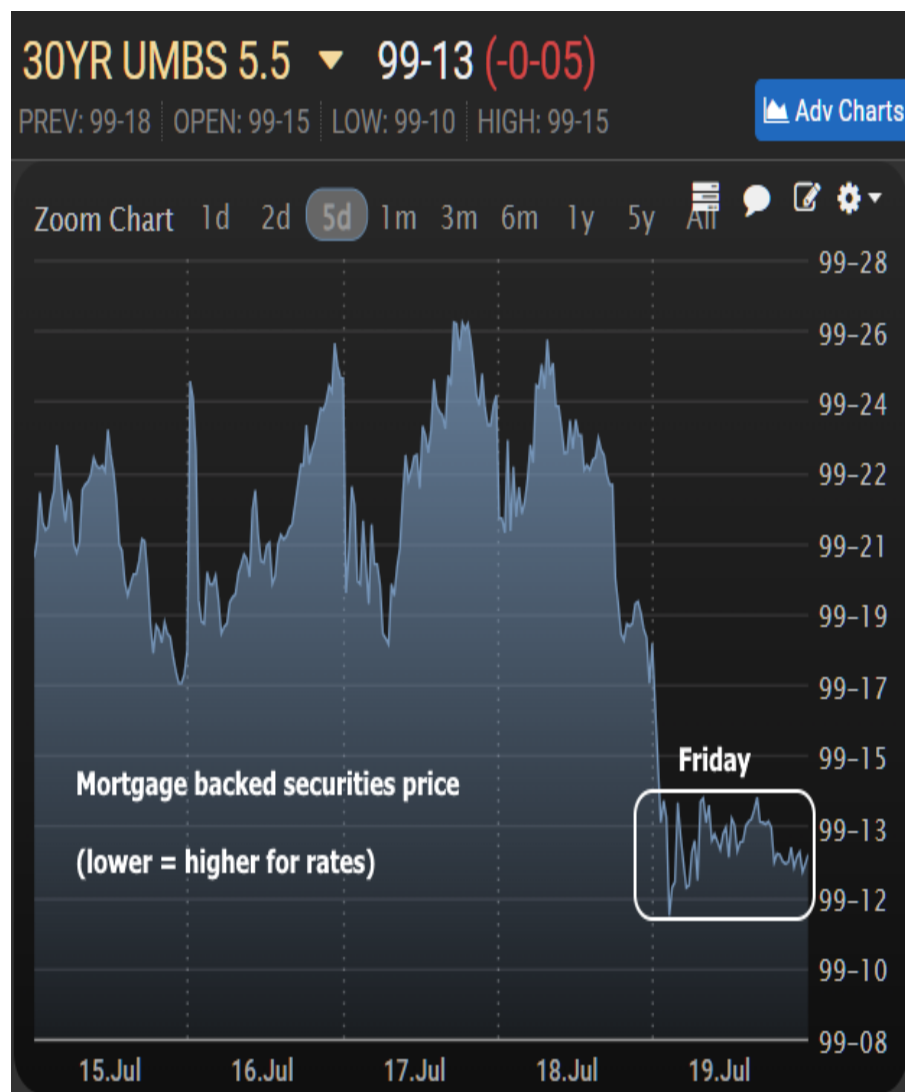 30YR UMBS 5.5 99-13 (-0-05)
PREV: 99-18 OPEN: 99-15 LOW: 99-10 HIGH: 99-15
Adv Charts
Zoom Chart 1d 2d 5d 1m 3m 6m 1y 5y All
99-28
99-26
99-24
99-22
99-21
99-19
99-17
Friday
99-15
Mortgage backed securities price
99-13
(lower = higher for rates)
99-12
99-10
99-08
15.Jul 16.Jul 17.Jul 18.Jul 19.Jul